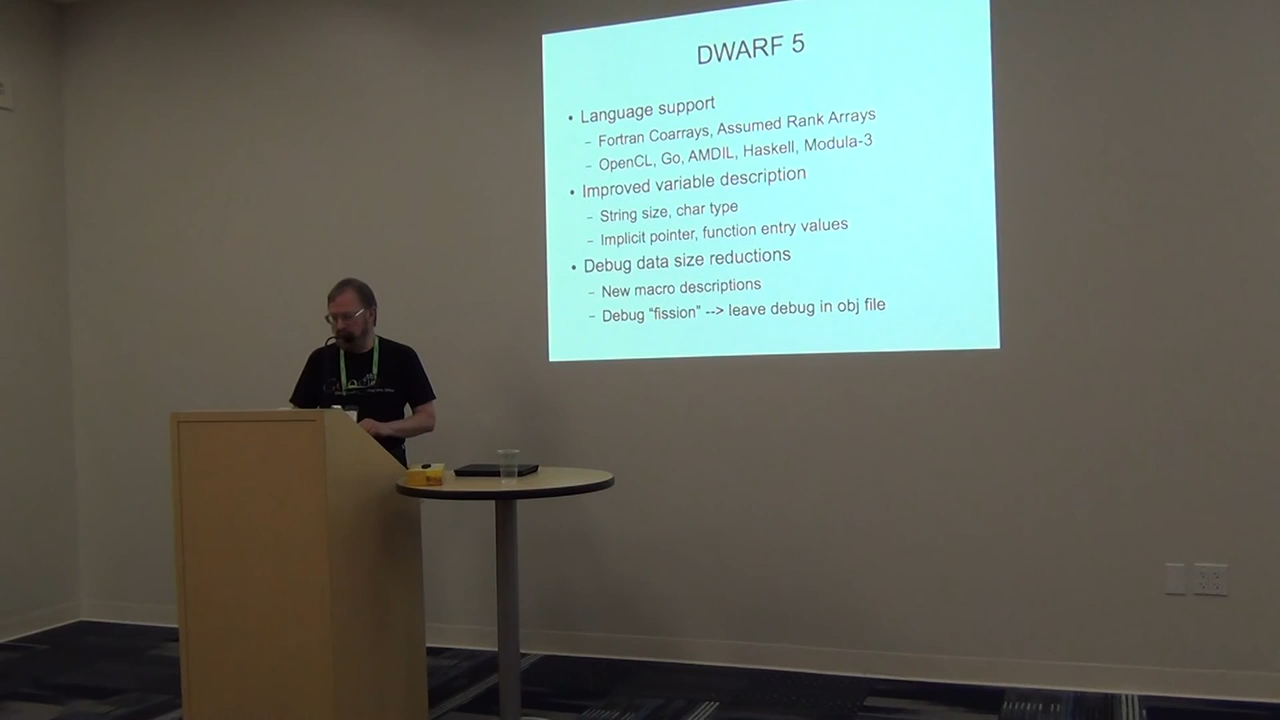 DWARF 5
• Language support
– Fortran Coarrays, Assumed Rank Arrays
– OpenCL, Go, AMDIL, Haskell, Modula-3
• Improved variable description
– String size, char type
– Implicit pointer, function entry values
• Debug data size reductions
– New macro descriptions
– Debug “fission” --> leave debug in obj file